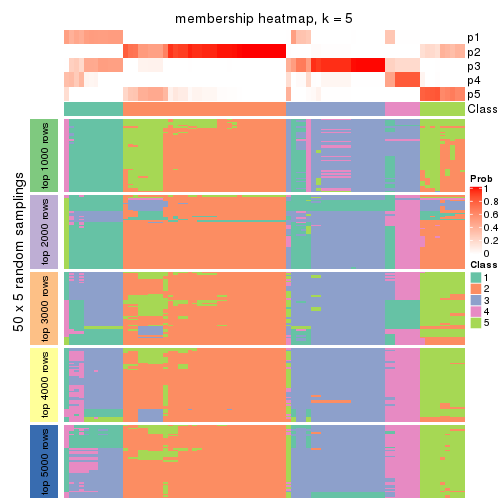 membership heatmap, k = 5
p1
p2
p3
p4
p5
Class
50 x 5 random samplings
top 1000 rows
top 2000 rows
top 3000 rows
top 4000 rows
top 5000 rows
Prob
1
0.8
0.6
0.4
0.2
0
Class
1
2
3
4
5